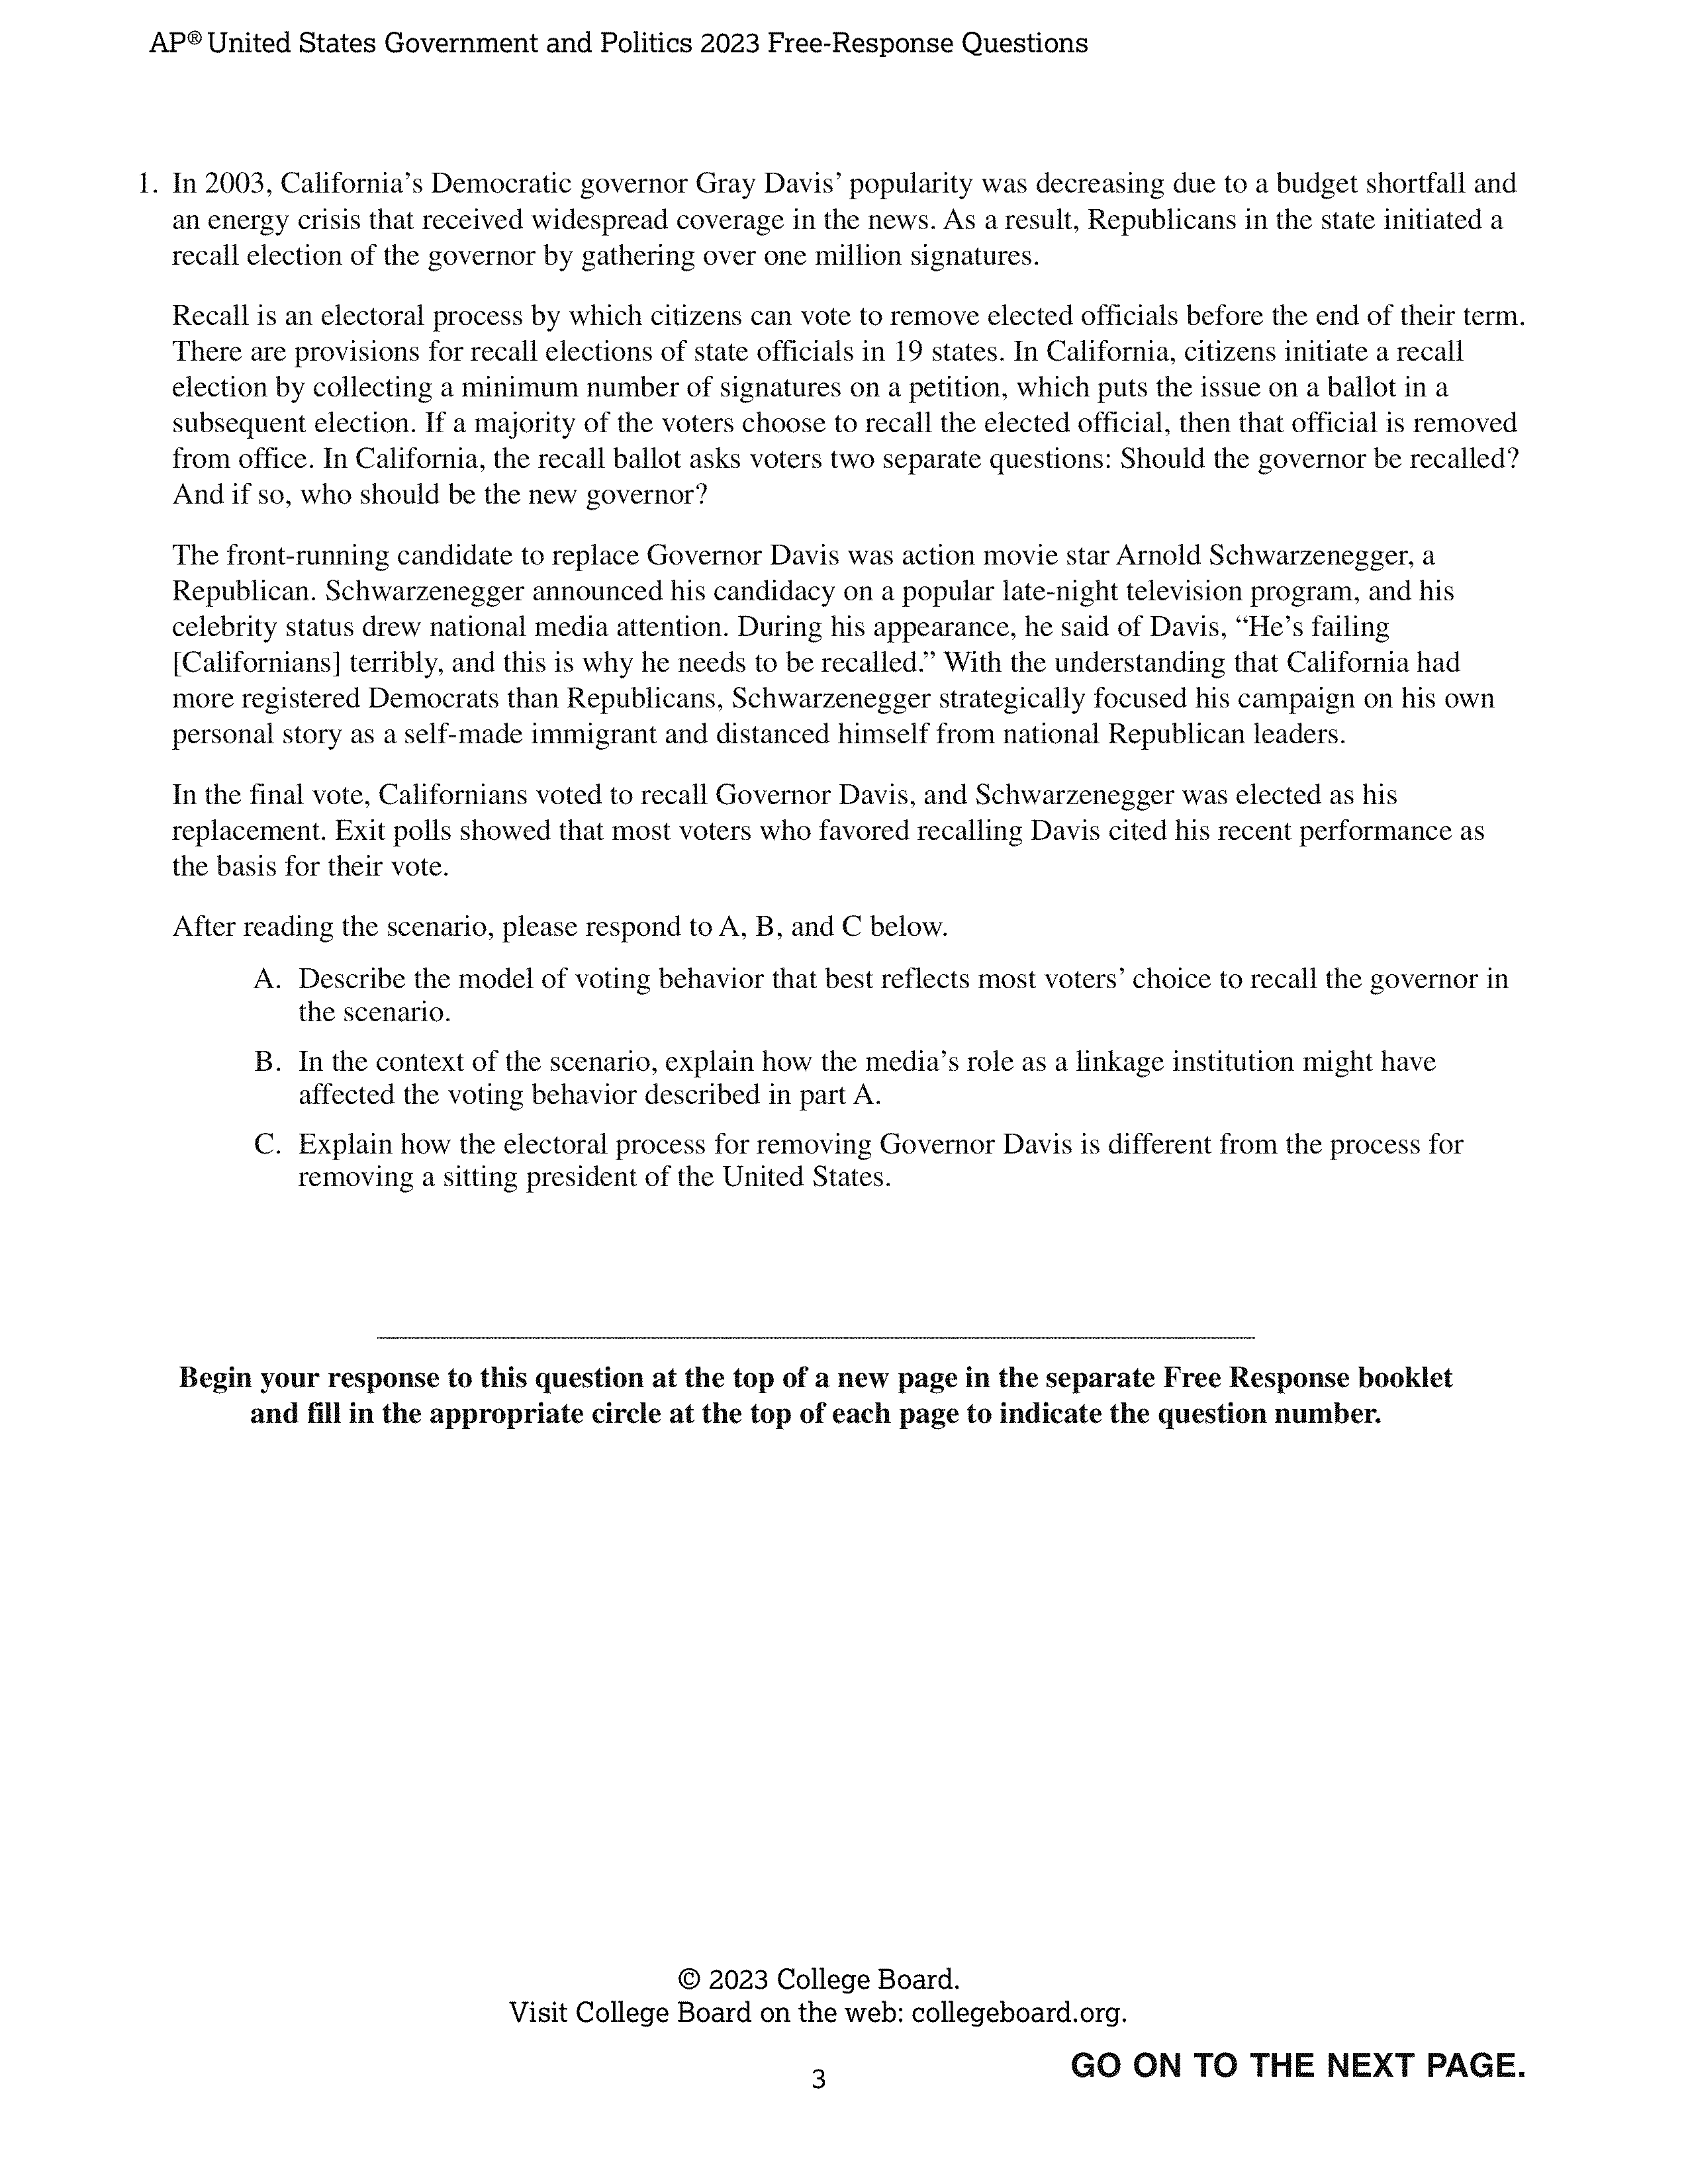 AP® United States Government and Politics 2023 Free-Response Questions
1. In 2003, California’s Democratic governor Gray Davis’ popularity was decreasing due to a budget shortfall and
an energy crisis that received widespread coverage in the news. As a result, Republicans in the state initiated a
recall election of the governor by gathering over one million signatures.
Recall is an electoral process by which citizens can vote to remove elected officials before the end of their term.
There are provisions for recall elections of state officials in 19 states. In California, citizens initiate a recall
election by collecting a minimum number of signatures on a petition, which puts the issue on a ballot in a
subsequent election. If a majority of the voters choose to recall the elected official, then that official is removed
from office. In California, the recall ballot asks voters two separate questions: Should the governor be recalled?
And if so, who should be the new governor?
The front-running candidate to replace Governor Davis was action movie star Arnold Schwarzenegger, a
Republican. Schwarzenegger announced his candidacy on a popular late-night television program, and his
celebrity status drew national media attention. During his appearance, he said of Davis, “He’s failing
[Californians] terribly, and this is why he needs to be recalled.” With the understanding that California had
more registered Democrats than Republicans, Schwarzenegger strategically focused his campaign on his own
personal story as a self-made immigrant and distanced himself from national Republican leaders.
In the final vote, Californians voted to recall Governor Davis, and Schwarzenegger was elected as his
replacement. Exit polls showed that most voters who favored recalling Davis cited his recent performance as
the basis for their vote.
After reading the scenario, please respond to A, B, and C below.
A. Describe the model of voting behavior that best reflects most voters’ choice to recall the governor in
the scenario.
B. In the context of the scenario, explain how the media’s role as a linkage institution might have
affected the voting behavior described in part A.
C. Explain how the electoral process for removing Governor Davis is different from the process for
removing a sitting president of the United States.
Begin your response to this question at the top of a new page in the separate Free Response booklet
and fill in the appropriate circle at the top of each page to indicate the question number.
© 2023 College Board.
Visit College Board on the web: collegeboard.org.
GO ON TO THE NEXT PAGE.
3